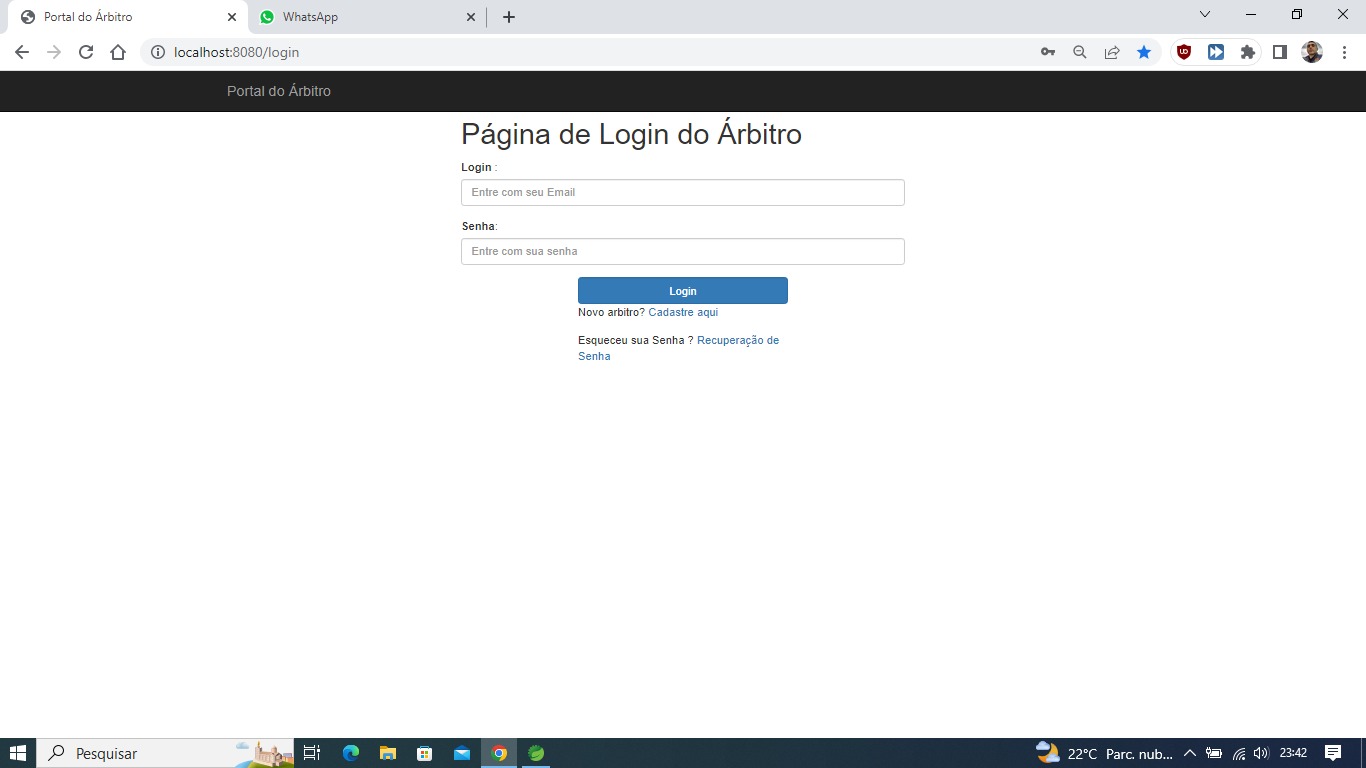 Portal do Árbitro
WhatsApp
localhost:8080/login
Portal do Árbitro
Página de Login do Árbitro
Login :
Entre com seu Email
Senha:
Entre com sua senha
Login
Novo arbitro? Cadastre aqui
Esqueceu sua Senha ? Recuperação de
Senha
Pesquisar
22°C Parc. nub...
23:42